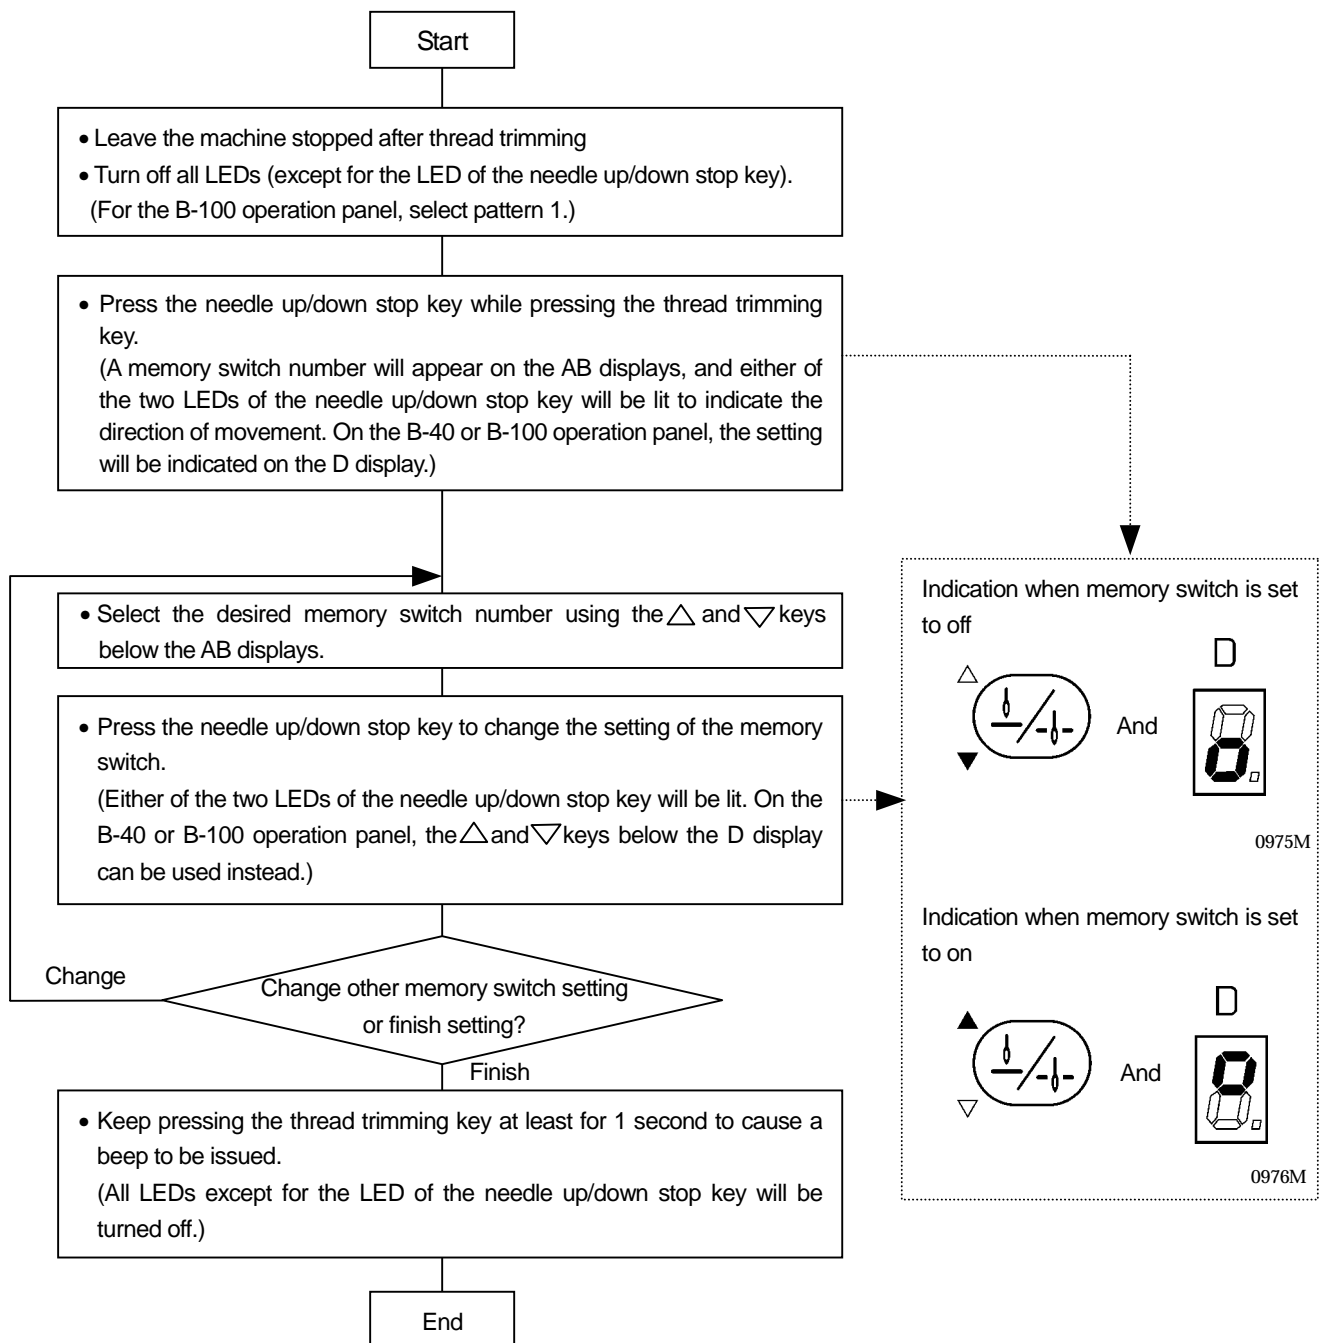 Start
• Leave the machine stopped after thread trimming
• Turn off all LEDs (except for the LED of the needle up/down stop key).
(For the B-100 operation panel, select pattern 1.)
• Press the needle up/down stop key while pressing the thread trimming
key.
(A memory switch number will appear on the AB displays, and either of
the two LEDs of the needle up/down stop key will be lit to indicate the
direction of movement. On the B-40 or B-100 operation panel, the setting
will be indicated on the D display.)
• Select the desired memory switch number using the △ and ▽ keys
below the AB displays.
• Press the needle up/down stop key to change the setting of the memory
switch.
(Either of the two LEDs of the needle up/down stop key will be lit. On the
B-40 or B-100 operation panel, the △ and ▽ keys below the D display
can be used instead.)
Change
Change other memory switch setting
or finish setting?
Finish
• Keep pressing the thread trimming key at least for 1 second to cause a
beep to be issued.
(All LEDs except for the LED of the needle up/down stop key will be
turned off.)
End
Indication when memory switch is set
to off
D
And
0975M
Indication when memory switch is set
to on
D
And
0976M